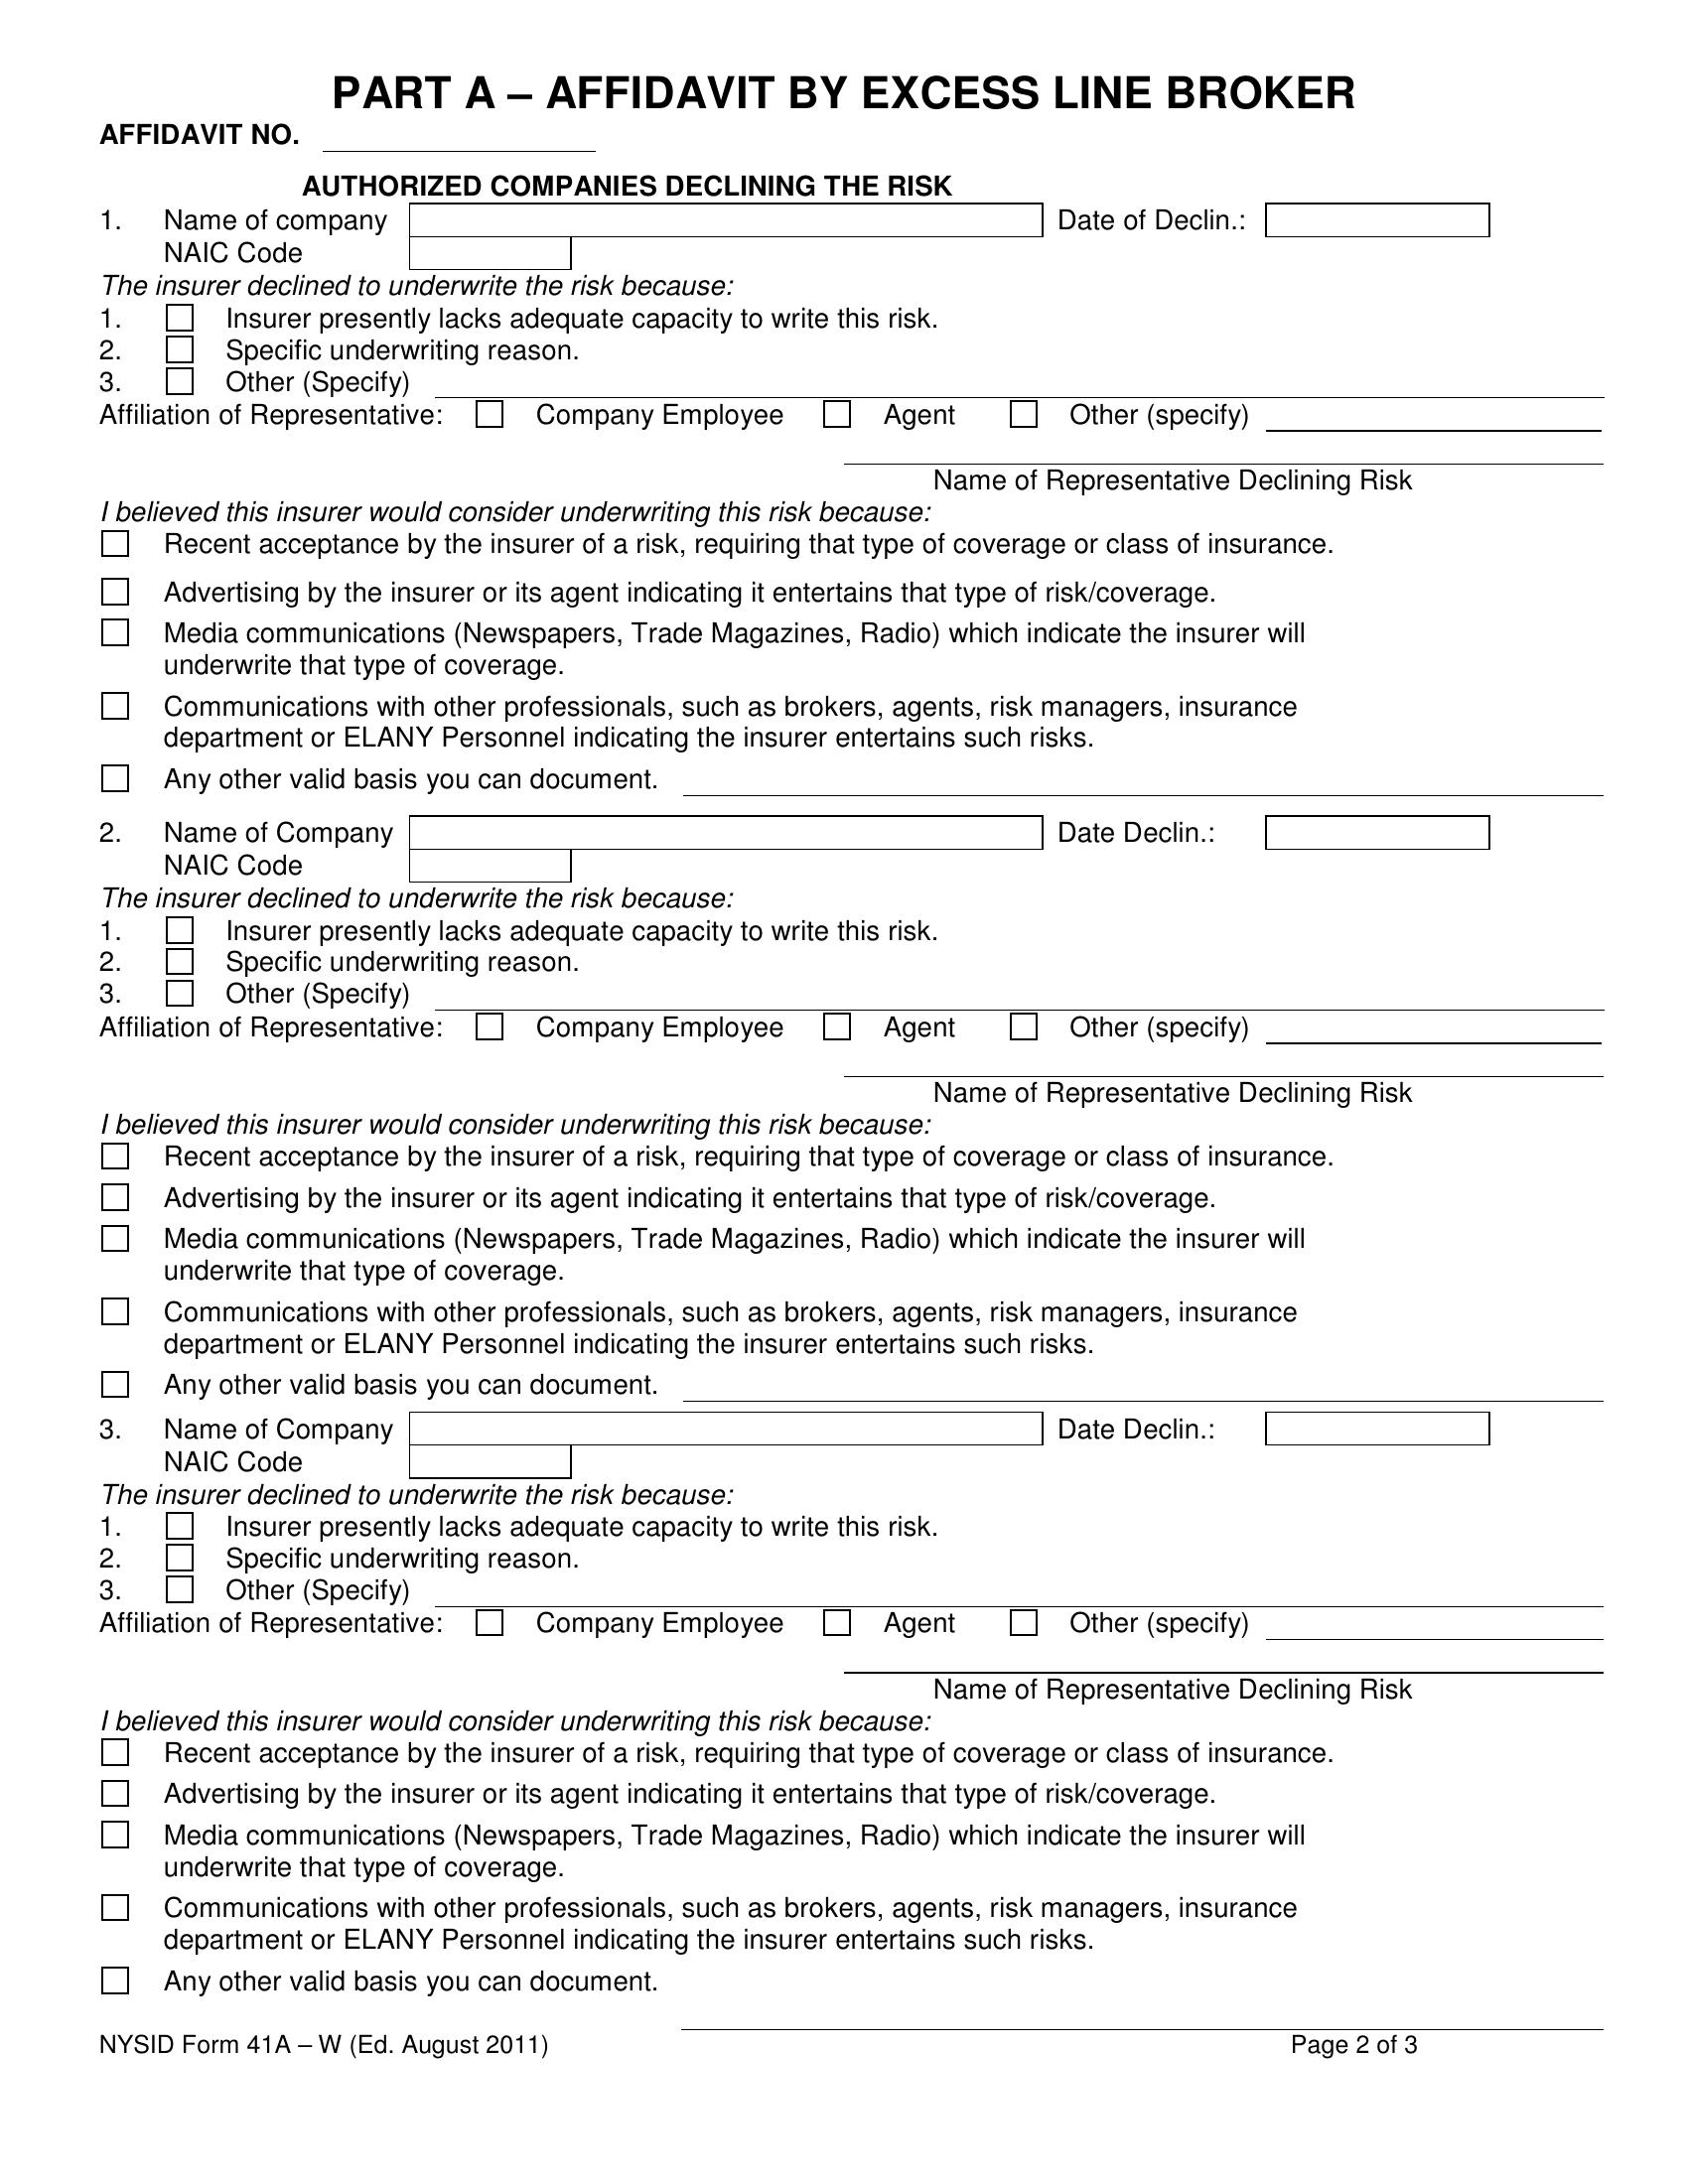 PART A – AFFIDAVIT BY EXCESS LINE BROKER
AFFIDAVIT NO.
AUTHORIZED COMPANIES DECLINING THE RISK
1. Name of company Date of Declin.:
NAIC Code
The insurer declined to underwrite the risk because:
1. Insurer presently lacks adequate capacity to write this risk.
2. Specific underwriting reason.
3. Other (Specify)
Affiliation of Representative: Company Employee Agent Other (specify)
Name of Representative Declining Risk
I believed this insurer would consider underwriting this risk because:
Recent acceptance by the insurer of a risk, requiring that type of coverage or class of insurance.
Advertising by the insurer or its agent indicating it entertains that type of risk/coverage.
Media communications (Newspapers, Trade Magazines, Radio) which indicate the insurer will
underwrite that type of coverage.
Communications with other professionals, such as brokers, agents, risk managers, insurance
department or ELANY Personnel indicating the insurer entertains such risks.
Any other valid basis you can document.
2. Name of Company Date Declin.:
NAIC Code
The insurer declined to underwrite the risk because:
1. Insurer presently lacks adequate capacity to write this risk.
2. Specific underwriting reason.
3. Other (Specify)
Affiliation of Representative: Company Employee Agent Other (specify)
Name of Representative Declining Risk
I believed this insurer would consider underwriting this risk because:
Recent acceptance by the insurer of a risk, requiring that type of coverage or class of insurance.
Advertising by the insurer or its agent indicating it entertains that type of risk/coverage.
Media communications (Newspapers, Trade Magazines, Radio) which indicate the insurer will
underwrite that type of coverage.
Communications with other professionals, such as brokers, agents, risk managers, insurance
department or ELANY Personnel indicating the insurer entertains such risks.
Any other valid basis you can document.
3. Name of Company Date Declin.:
NAIC Code
The insurer declined to underwrite the risk because:
1. Insurer presently lacks adequate capacity to write this risk.
2. Specific underwriting reason.
3. Other (Specify)
Affiliation of Representative: Company Employee Agent Other (specify)
Name of Representative Declining Risk
I believed this insurer would consider underwriting this risk because:
Recent acceptance by the insurer of a risk, requiring that type of coverage or class of insurance.
Advertising by the insurer or its agent indicating it entertains that type of risk/coverage.
Media communications (Newspapers, Trade Magazines, Radio) which indicate the insurer will
underwrite that type of coverage.
Communications with other professionals, such as brokers, agents, risk managers, insurance
department or ELANY Personnel indicating the insurer entertains such risks.
Any other valid basis you can document.
NYSID Form 41A – W (Ed. August 2011) Page 2 of 3